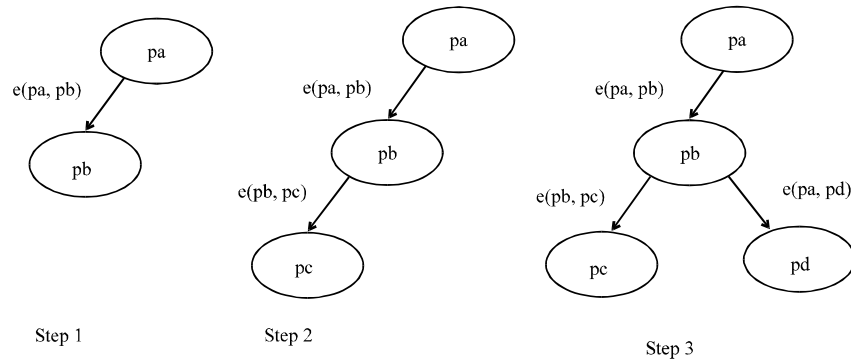 pa
e(pa, pb)
pb
Step 1
pa
e(pa, pb)
pb
e(pb, pc)
pc
Step 2
pa
e(pa, pb)
pb
e(pb, pc)
e(pa, pd)
pc
pd
Step 3